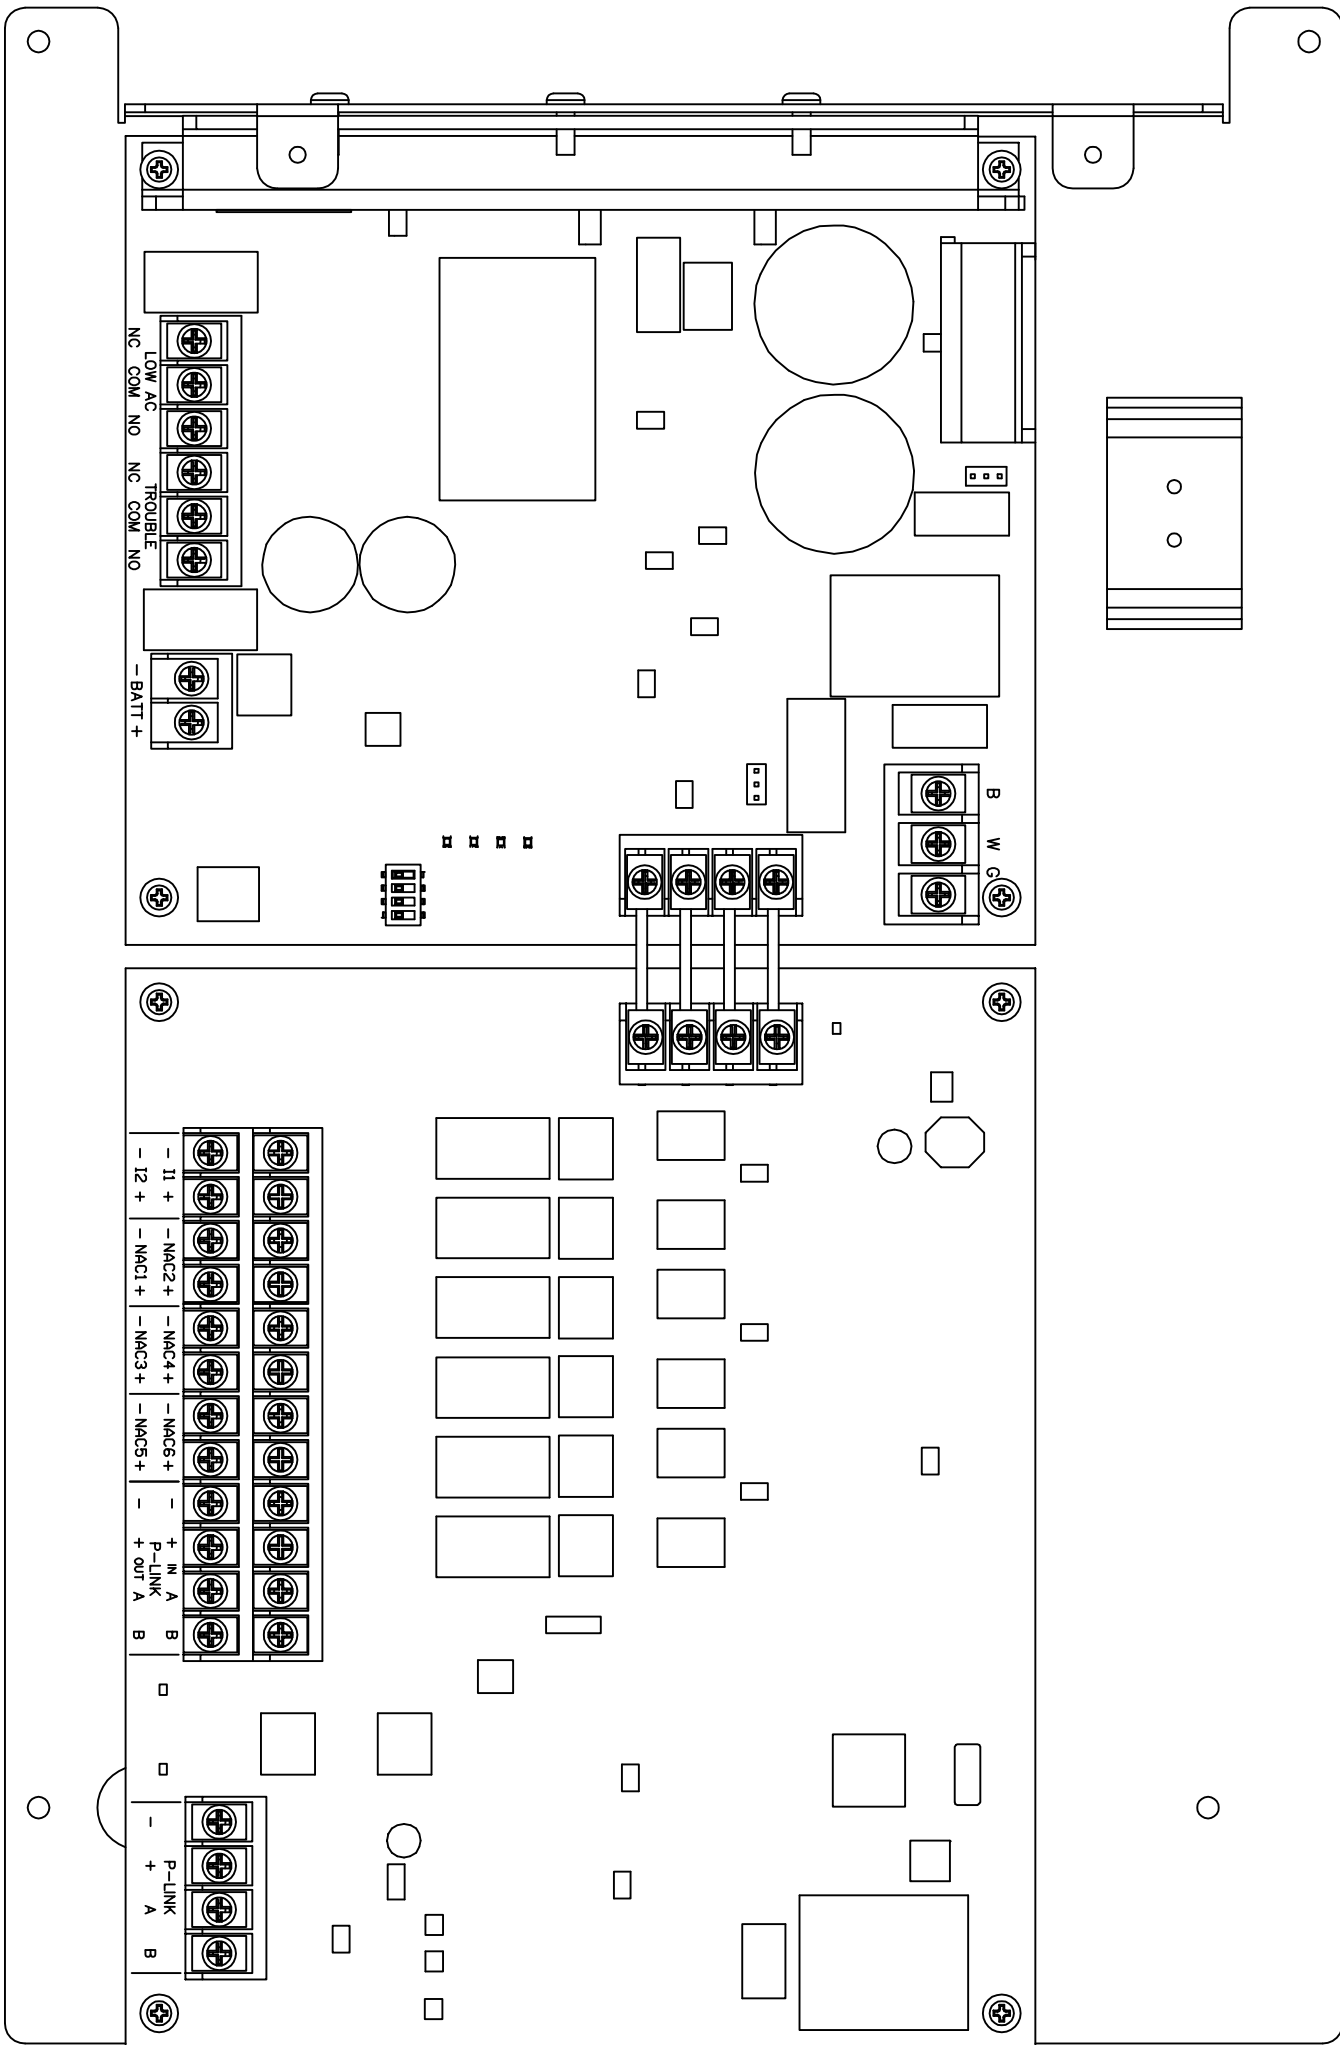 LOW AC
NC COM NO
TROUBLE
NC COM NO
- BATT +
B W G
- I1 +
- I2 +
- NAC2 +
- NAC1 +
- NAC4 +
- NAC3 +
- NAC6 +
- NAC5 +
- + IN A B
P-LINK
- + OUT A B
P-LINK
- + A B